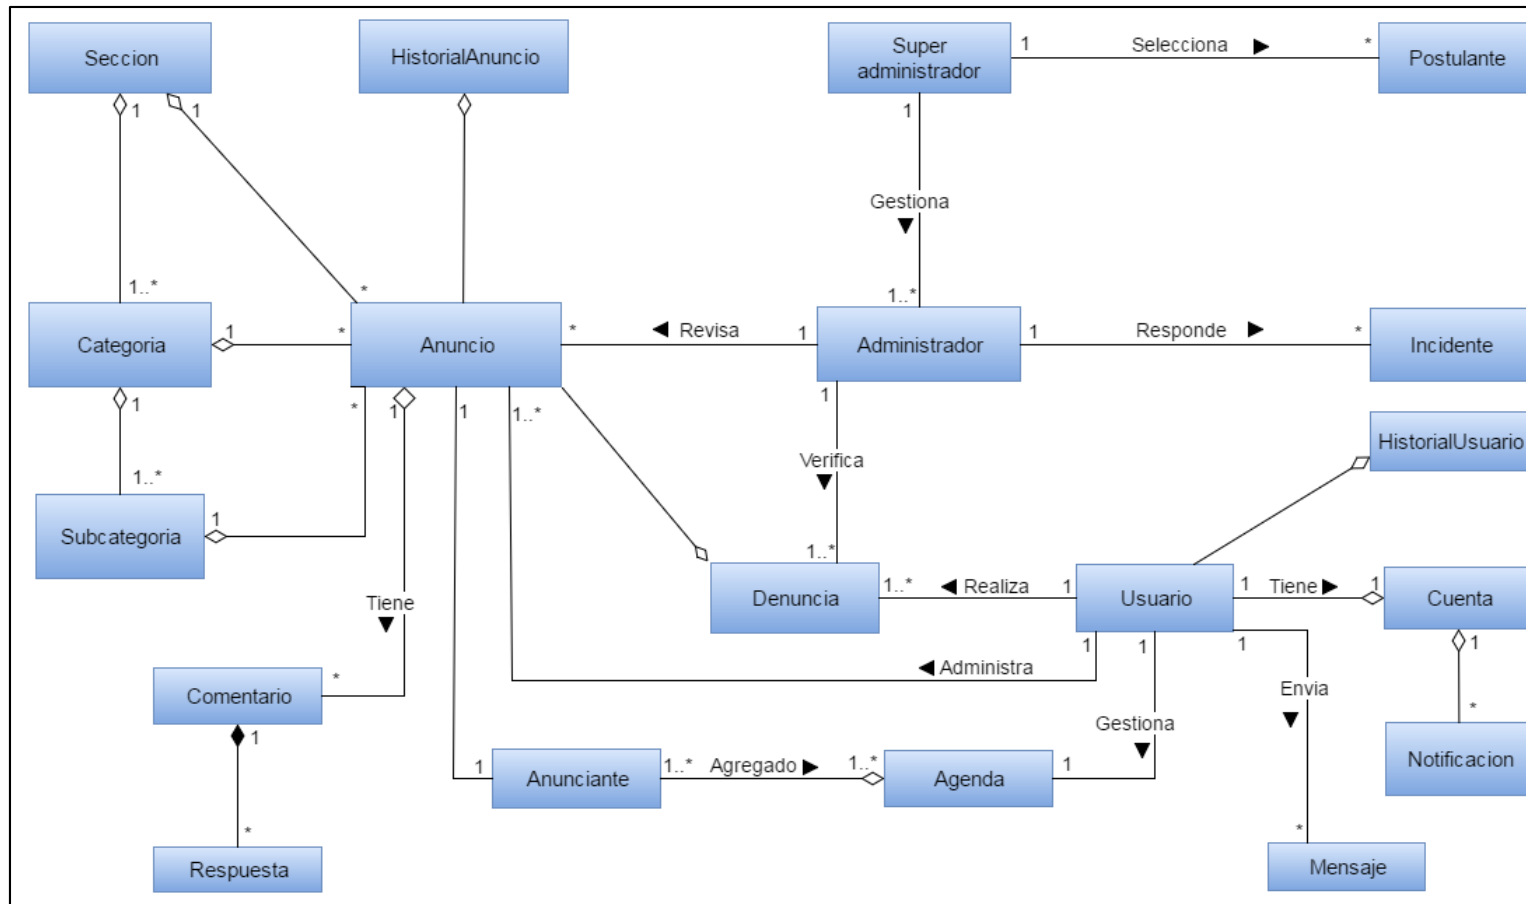 Seccion
HistorialAnuncio
Super
administrador
1
Selecciona
*
Postulante
1
1
1
Gestiona
1..*
*
1..*
Categoria
1
*
Anuncio
*
Revisa
1
Administrador
1
Responde
*
Incidente
1
*
1
1
1..*
1
HistorialUsuario
Verifica
1..*
Subcategoria
1
1..*
Denuncia
1..*
Realiza
1
Usuario
1
Tiene
1
Cuenta
Tiene
1
1
1
1
Administra
*
Comentario
Envia
1
Gestiona
*
Anunciante
1
1..*
Agregado
1..*
Agenda
1
Notificacion
*
*
Respuesta
Mensaje